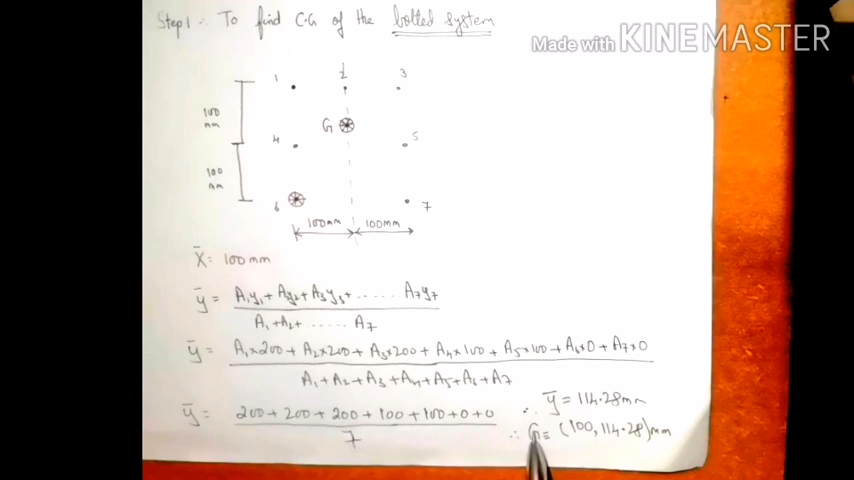 Step 1 :- To find C.G of the bolted system
Made with KINEMASTER
1 2 3
100 mm
G
4 5
100 mm
6 7
100mm 100mm
x̄ = 100mm
ȳ = A₁y₁ + A₂y₂ + A₃y₃ + ...... A₇y₇
A₁ + A₂ + ...... A₇
ȳ = A₁×200 + A₂×200 + A₃×200 + A₄×100 + A₅×100 + A₆×0 + A₇×0
A₁ + A₂ + A₃ + A₄ + A₅ + A₆ + A₇
ȳ = 200 + 200 + 200 + 100 + 100 + 0 + 0
7
∴ ȳ = 114.28mm
∴ G = (100, 114.28)mm